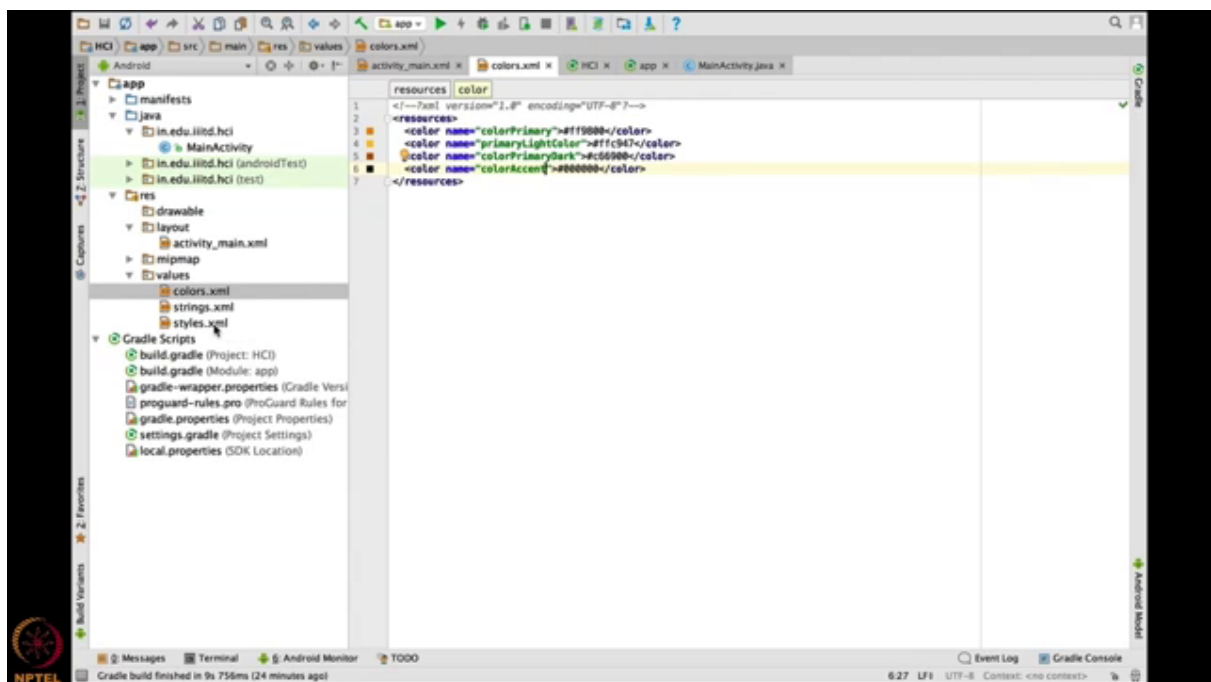 app
HCI app src main res values colors.xml
Android
activity_main.xml × colors.xml × HCI × app × MainActivity.java ×
1: Project
Z: Structure
Captures
2: Favorites
Build Variants
app
manifests
java
in.edu.iiitd.hci
MainActivity
in.edu.iiitd.hci (androidTest)
in.edu.iiitd.hci (test)
res
drawable
layout
activity_main.xml
mipmap
values
colors.xml
strings.xml
styles.xml
Gradle Scripts
build.gradle (Project: HCI)
build.gradle (Module: app)
gradle-wrapper.properties (Gradle Versi
proguard-rules.pro (ProGuard Rules for
gradle.properties (Project Properties)
settings.gradle (Project Settings)
local.properties (SDK Location)
resources color
1 <!--?xml version="1.0" encoding="UTF-8"?-->
2 <resources>
3 <color name="colorPrimary">#ff9800</color>
4 <color name="primaryLightColor">#ffc947</color>
5 <color name="colorPrimaryDark">#c66900</color>
6 <color name="colorAccent">#000000</color>
7 </resources>
Gradle
Android Model
0: Messages Terminal 6: Android Monitor TODO Event Log Gradle Console
Gradle build finished in 9s 756ms (24 minutes ago) 6:27 LF‡ UTF-8 Context: <no context>
NPTEL